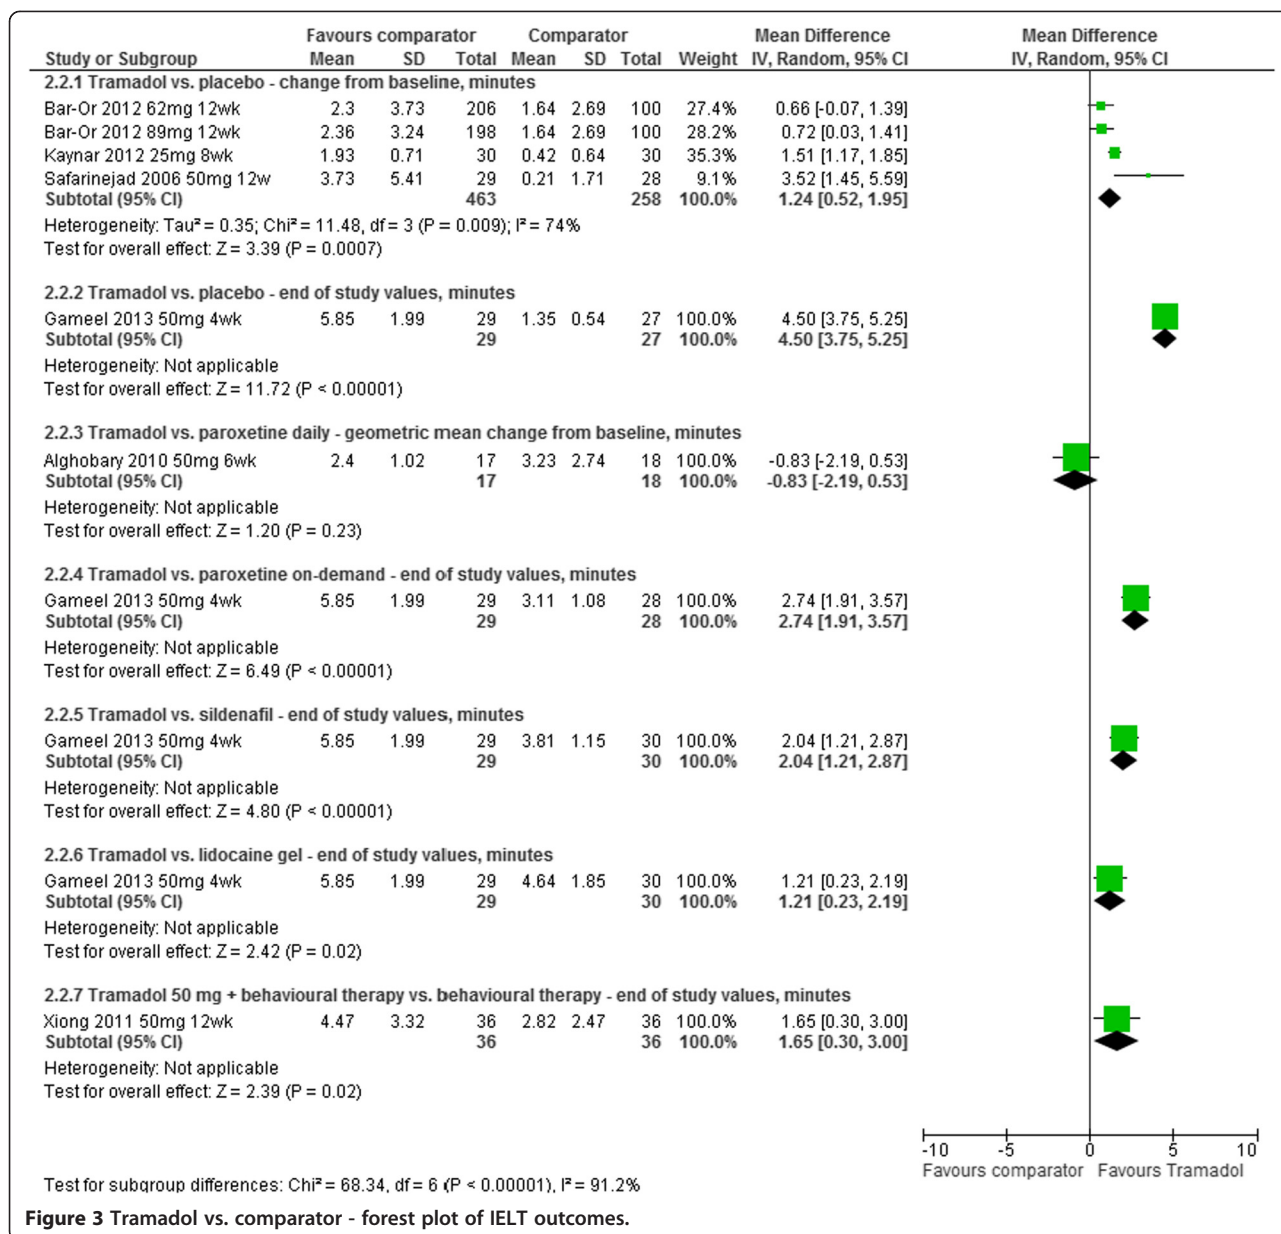 Favours comparator Comparator Mean Difference Mean Difference
Study or Subgroup Mean SD Total Mean SD Total Weight IV, Random, 95% CI IV, Random, 95% CI
2.2.1 Tramadol vs. placebo - change from baseline, minutes
Bar-Or 2012 62mg 12wk 2.3 3.73 206 1.64 2.69 100 27.4% 0.66 [-0.07, 1.39]
Bar-Or 2012 89mg 12wk 2.36 3.24 198 1.64 2.69 100 28.2% 0.72 [0.03, 1.41]
Kaynar 2012 25mg 8wk 1.93 0.71 30 0.42 0.64 30 35.3% 1.51 [1.17, 1.85]
Safarinejad 2006 50mg 12w 3.73 5.41 29 0.21 1.71 28 9.1% 3.52 [1.45, 5.59]
Subtotal (95% CI) 463 258 100.0% 1.24 [0.52, 1.95]
Heterogeneity: Tau² = 0.35; Chi² = 11.48, df = 3 (P = 0.009); I² = 74%
Test for overall effect: Z = 3.39 (P = 0.0007)
2.2.2 Tramadol vs. placebo - end of study values, minutes
Gameel 2013 50mg 4wk 5.85 1.99 29 1.35 0.54 27 100.0% 4.50 [3.75, 5.25]
Subtotal (95% CI) 29 27 100.0% 4.50 [3.75, 5.25]
Heterogeneity: Not applicable
Test for overall effect: Z = 11.72 (P < 0.00001)
2.2.3 Tramadol vs. paroxetine daily - geometric mean change from baseline, minutes
Alghobary 2010 50mg 6wk 2.4 1.02 17 3.23 2.74 18 100.0% -0.83 [-2.19, 0.53]
Subtotal (95% CI) 17 18 100.0% -0.83 [-2.19, 0.53]
Heterogeneity: Not applicable
Test for overall effect: Z = 1.20 (P = 0.23)
2.2.4 Tramadol vs. paroxetine on-demand - end of study values, minutes
Gameel 2013 50mg 4wk 5.85 1.99 29 3.11 1.08 28 100.0% 2.74 [1.91, 3.57]
Subtotal (95% CI) 29 28 100.0% 2.74 [1.91, 3.57]
Heterogeneity: Not applicable
Test for overall effect: Z = 6.49 (P < 0.00001)
2.2.5 Tramadol vs. sildenafil - end of study values, minutes
Gameel 2013 50mg 4wk 5.85 1.99 29 3.81 1.15 30 100.0% 2.04 [1.21, 2.87]
Subtotal (95% CI) 29 30 100.0% 2.04 [1.21, 2.87]
Heterogeneity: Not applicable
Test for overall effect: Z = 4.80 (P < 0.00001)
2.2.6 Tramadol vs. lidocaine gel - end of study values, minutes
Gameel 2013 50mg 4wk 5.85 1.99 29 4.64 1.85 30 100.0% 1.21 [0.23, 2.19]
Subtotal (95% CI) 29 30 100.0% 1.21 [0.23, 2.19]
Heterogeneity: Not applicable
Test for overall effect: Z = 2.42 (P = 0.02)
2.2.7 Tramadol 50 mg + behavioural therapy vs. behavioural therapy - end of study values, minutes
Xiong 2011 50mg 12wk 4.47 3.32 36 2.82 2.47 36 100.0% 1.65 [0.30, 3.00]
Subtotal (95% CI) 36 36 100.0% 1.65 [0.30, 3.00]
Heterogeneity: Not applicable
Test for overall effect: Z = 2.39 (P = 0.02)
-10 -5 0 5 10
Favours comparator Favours Tramadol
Test for subgroup differences: Chi² = 68.34, df = 6 (P < 0.00001), I² = 91.2%
Figure 3 Tramadol vs. comparator - forest plot of IELT outcomes.